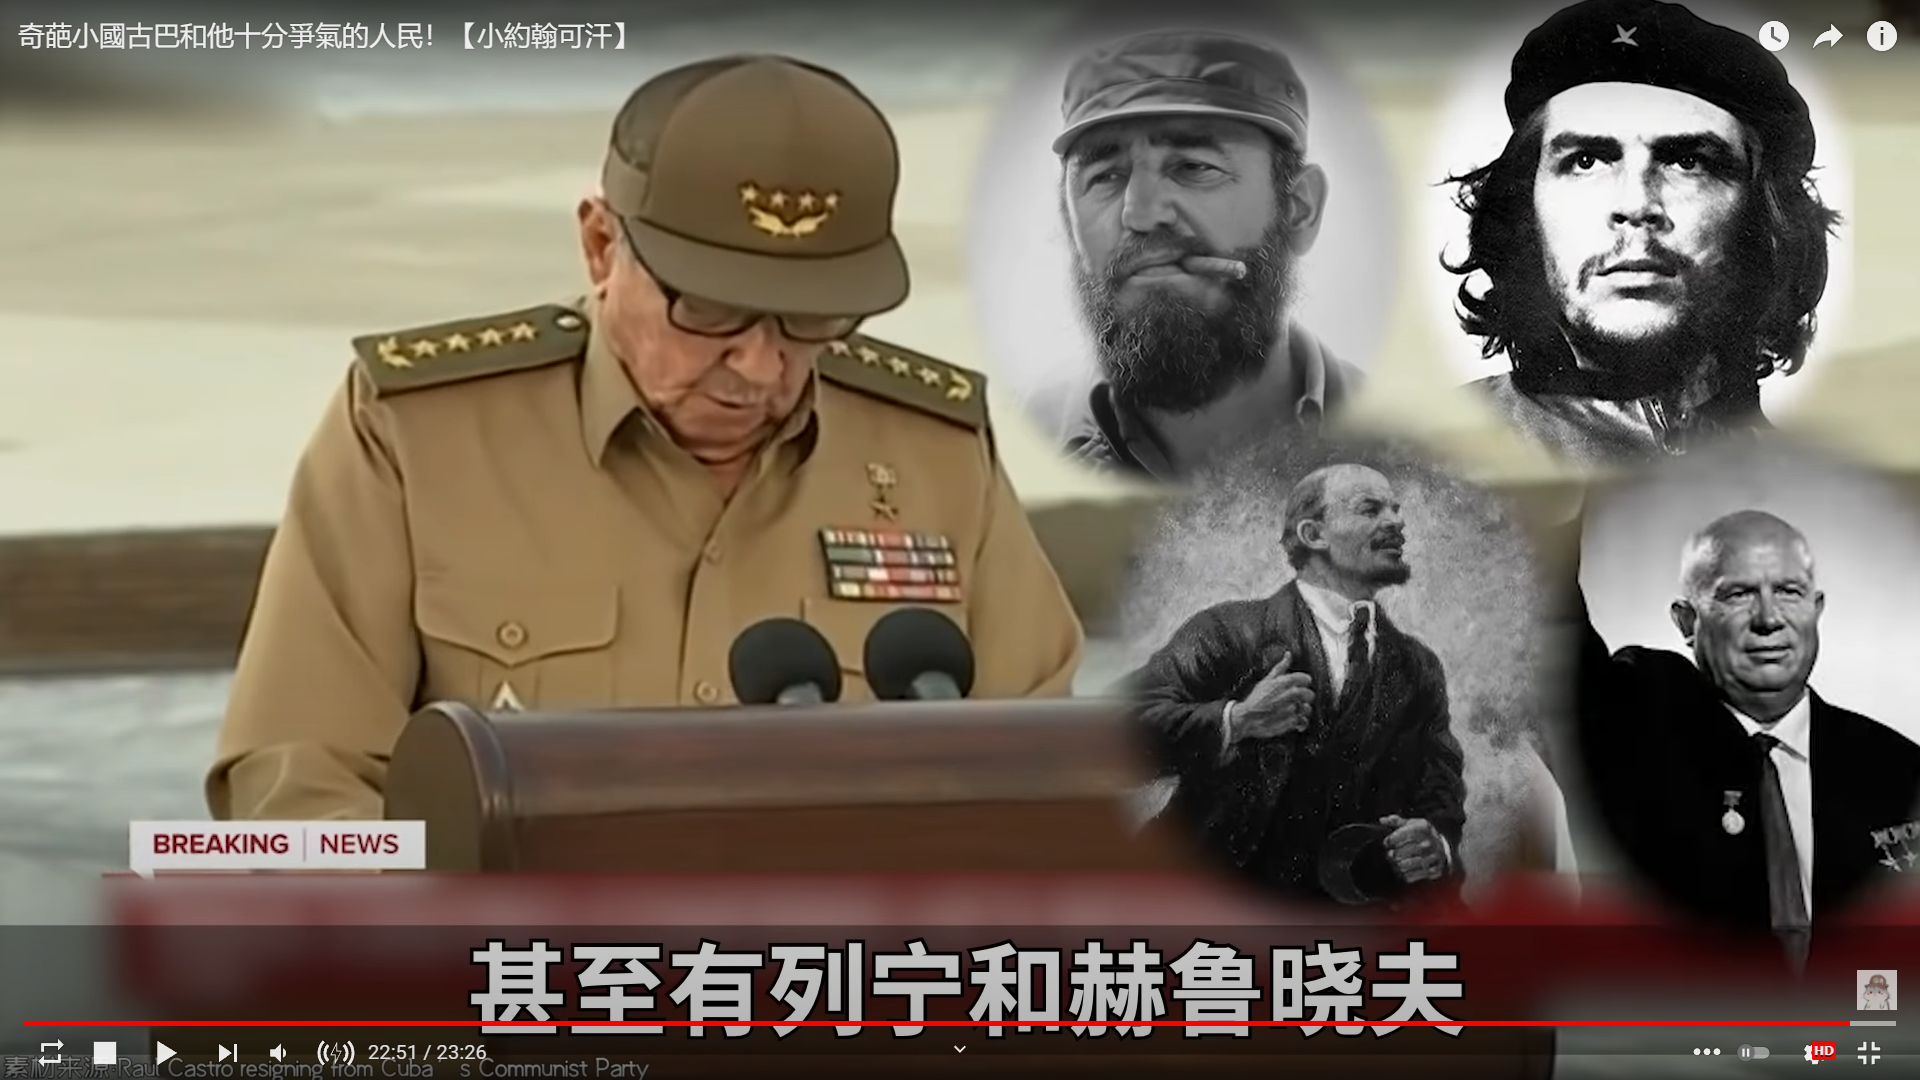 奇葩小國古巴和他十分爭氣的人民！【小約翰可汗】
BREAKING NEWS
甚至有列宁和赫鲁晓夫
22:51 / 23:26
HD
素材来源:Raul Castro resigning from Cuba s Communist Party